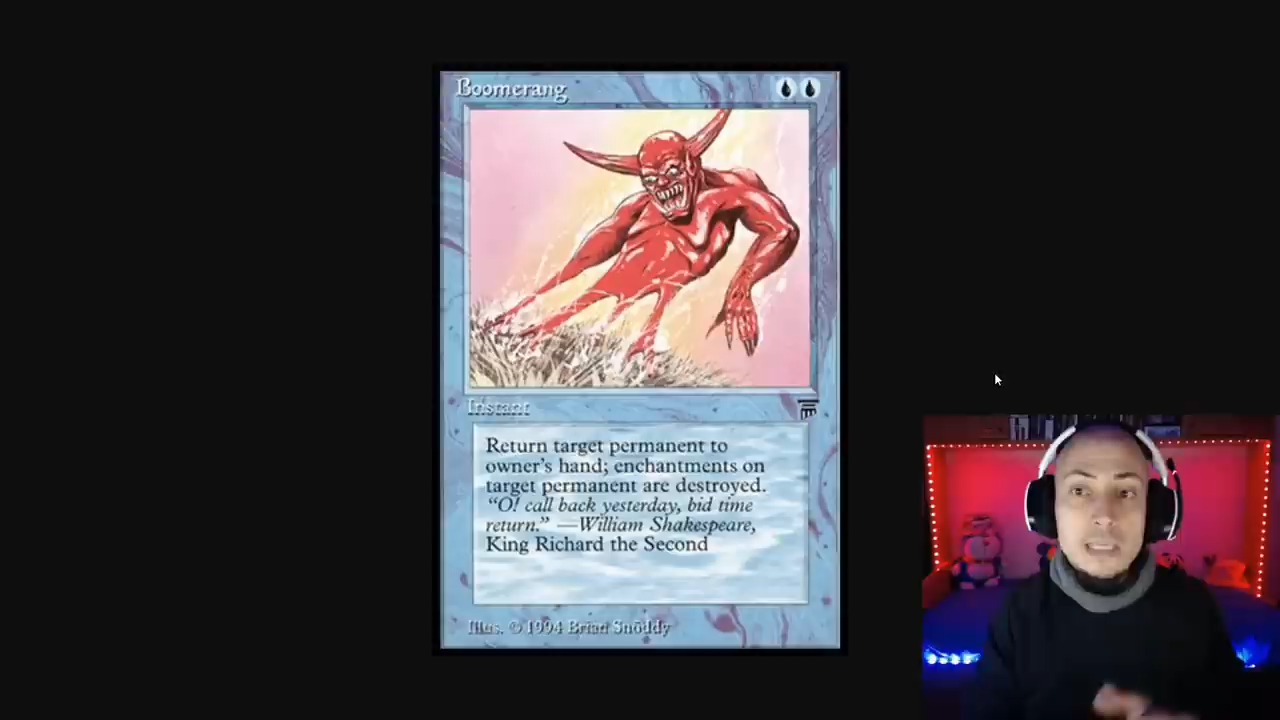 Boomerang
Instant
Return target permanent to
owner's hand; enchantments on
target permanent are destroyed.
"O! call back yesterday, bid time
return." —William Shakespeare,
King Richard the Second
Illus. © 1994 Brian Snōddy